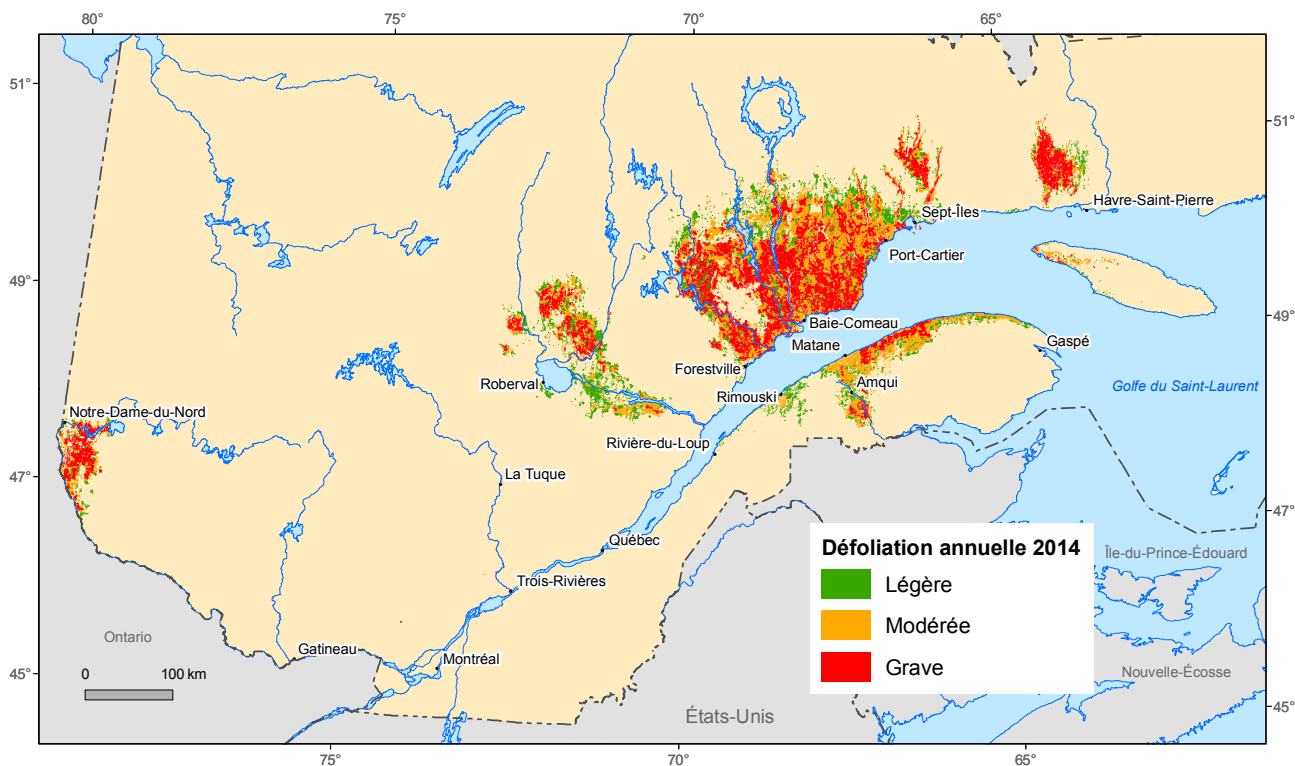 80°
75°
70°
65°
51°
51°
Sept-Îles
Havre-Saint-Pierre
Port-Cartier
49°
49°
Baie-Comeau
Matane
Gaspé
Forestville
Roberval
Amqui
Golfe du Saint-Laurent
Rimouski
Notre-Dame-du-Nord
Rivière-du-Loup
47°
La Tuque
47°
Québec
Défoliation annuelle 2014
Île-du-Prince-Édouard
Trois-Rivières
Légère
Modérée
Ontario
Gatineau
Montréal
Grave
Nouvelle-Écosse
45°
0
100 km
États-Unis
45°
75°
70°
65°